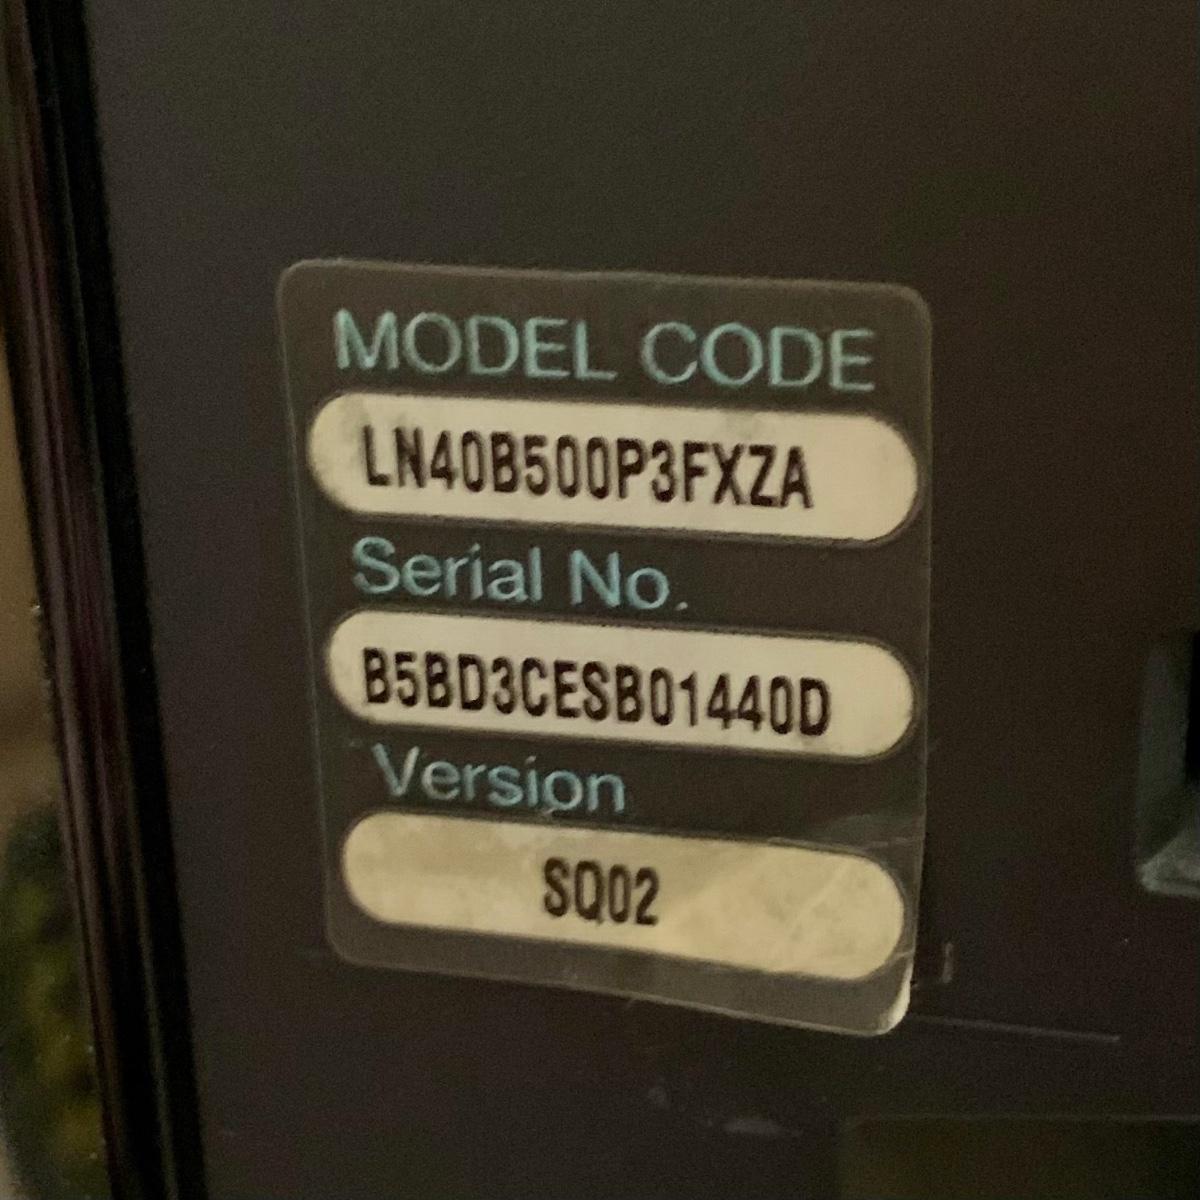 MODEL CODE
LN40B500P3FXZA
Serial No.
B5BD3CESB01440D
Version
SQ02